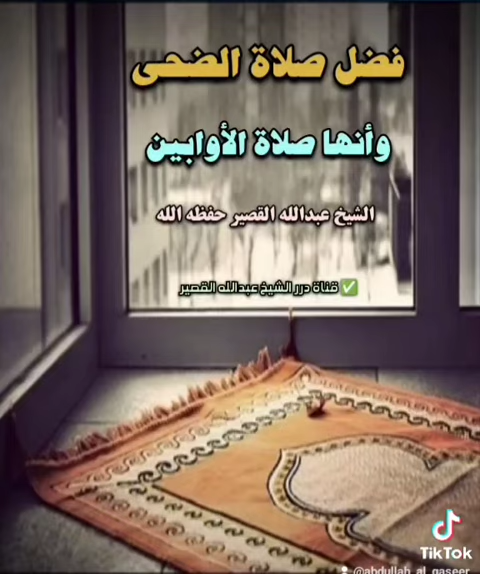 فضل صلاة الضحى
وأنها صلاة الأوابين
الشيخ عبدالله القصير حفظه الله
قناة درر الشيخ عبدالله القصير
TikTok
@abdullah_al_qaseer